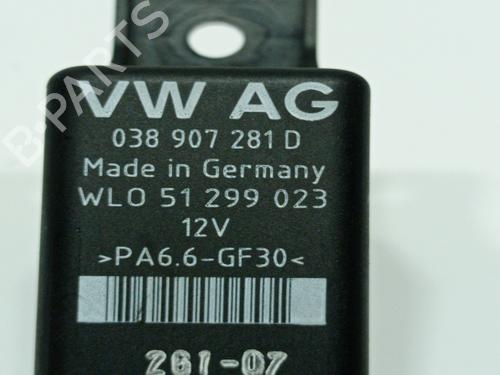 B-PARTS
VW AG
038 907 281 D
Made in Germany
WLO 51 299 023
12V
>PA6.6-GF30<
261-07